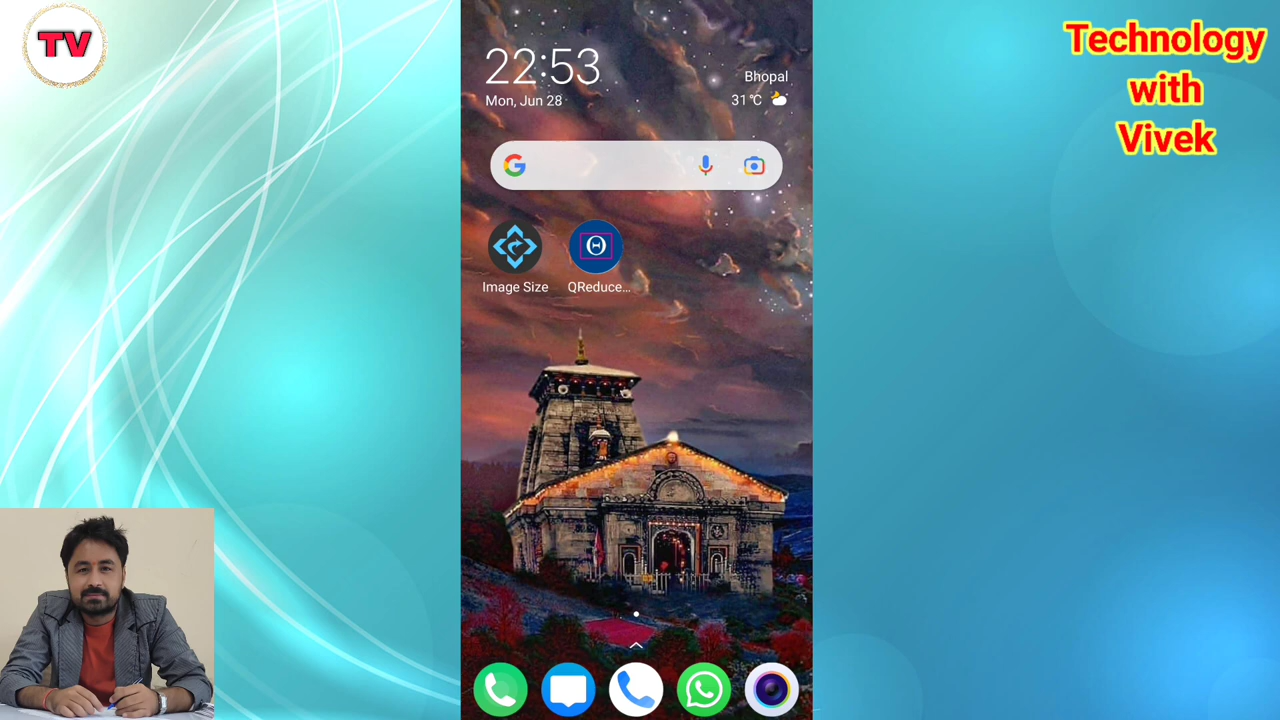 TV
Technology
with
Vivek
22:53
Mon, Jun 28
Bhopal
31°C
Image Size
QReduce...